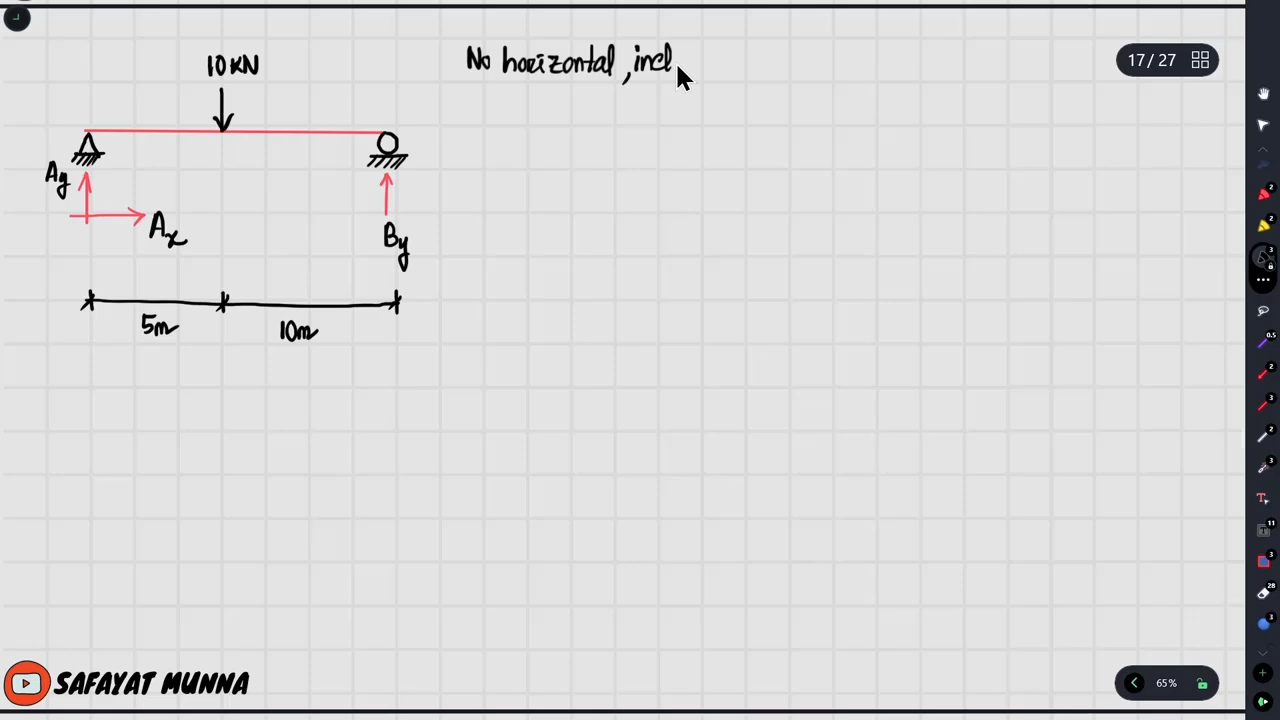 No horizontal, incl
17 / 27
10 KN
Ay
Ax
By
5m
10m
SAFAYAT MUNNA
65%